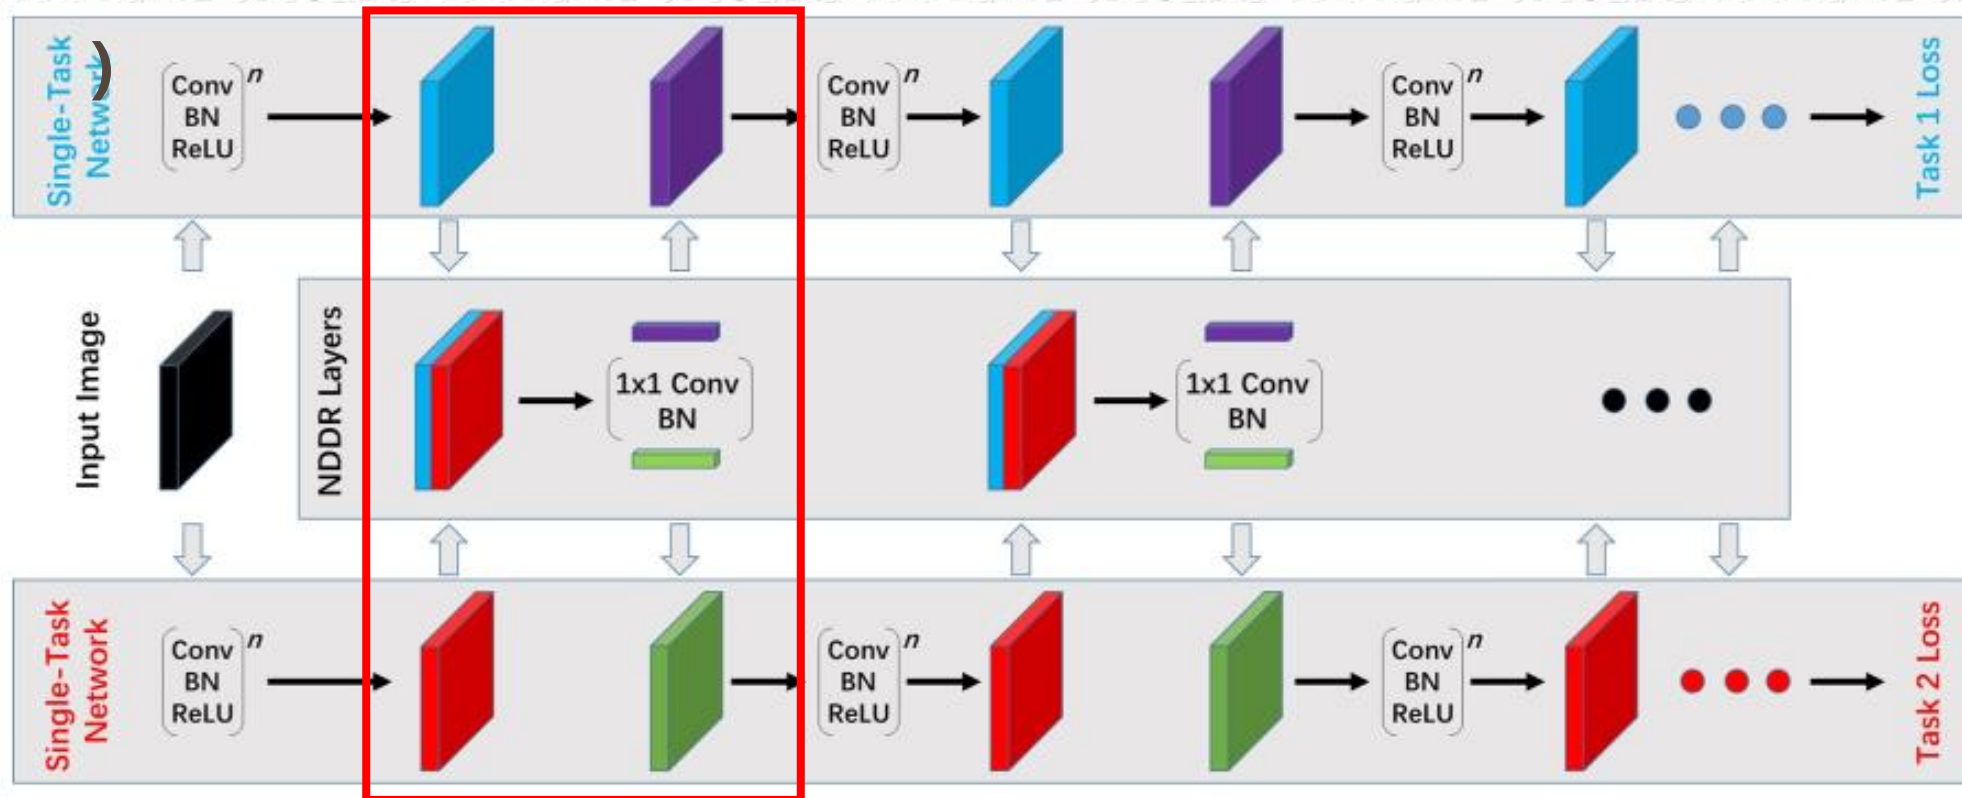 Single-Task
Network
)
Conv
BN
ReLU
n
Conv
BN
ReLU
n
Conv
BN
ReLU
n
Task 1 Loss
Input Image
NDDR Layers
1x1 Conv
BN
1x1 Conv
BN
Single-Task
Network
Conv
BN
ReLU
n
Conv
BN
ReLU
n
Conv
BN
ReLU
n
Task 2 Loss